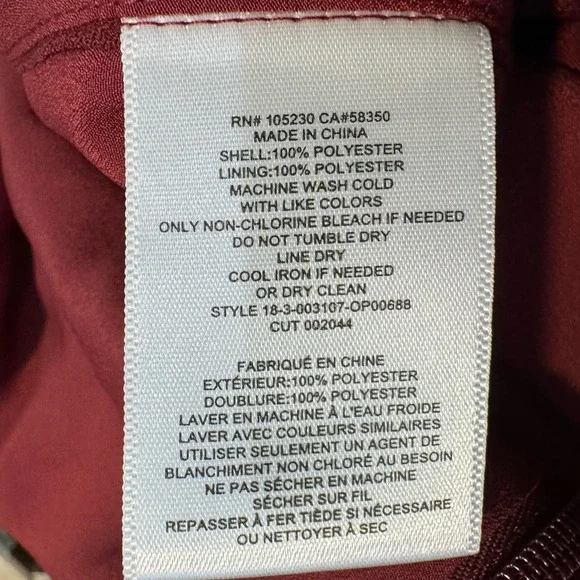 RN# 105230 CA#58350
MADE IN CHINA
SHELL:100% POLYESTER
LINING:100% POLYESTER
MACHINE WASH COLD
WITH LIKE COLORS
ONLY NON-CHLORINE BLEACH IF NEEDED
DO NOT TUMBLE DRY
LINE DRY
COOL IRON IF NEEDED
OR DRY CLEAN
STYLE 18-3-003107-OP00688
CUT 002044
FABRIQUÉ EN CHINE
EXTÉRIEUR:100% POLYESTER
DOUBLURE:100% POLYESTER
LAVER EN MACHINE À L'EAU FROIDE
LAVER AVEC COULEURS SIMILAIRES
UTILISER SEULEMENT UN AGENT DE
BLANCHIMENT NON CHLORÉ AU BESOIN
NE PAS SÉCHER EN MACHINE
SÉCHER SUR FIL
REPASSER À FER TIÈDE SI NÉCESSAIRE
OU NETTOYER À SEC